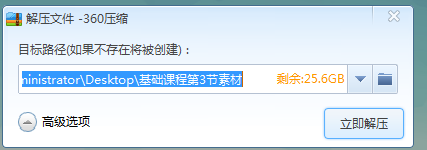 解压文件 -360压缩
目标路径(如果不存在将被创建)：
ministrator\Desktop\基础课程第3节素材 剩余:25.6GB
高级选项
立即解压